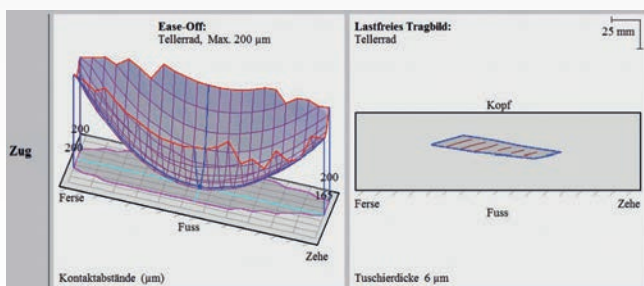 Zug
Ease-Off:
Tellerrad, Max. 200 µm
200
200
200
165
Ferse
Fuss
Zehe
Kontaktabstände (µm)
Lastfreies Tragbild:
Tellerrad
25 mm
Kopf
Ferse
Zehe
Fuss
Tuschierdicke 6 µm